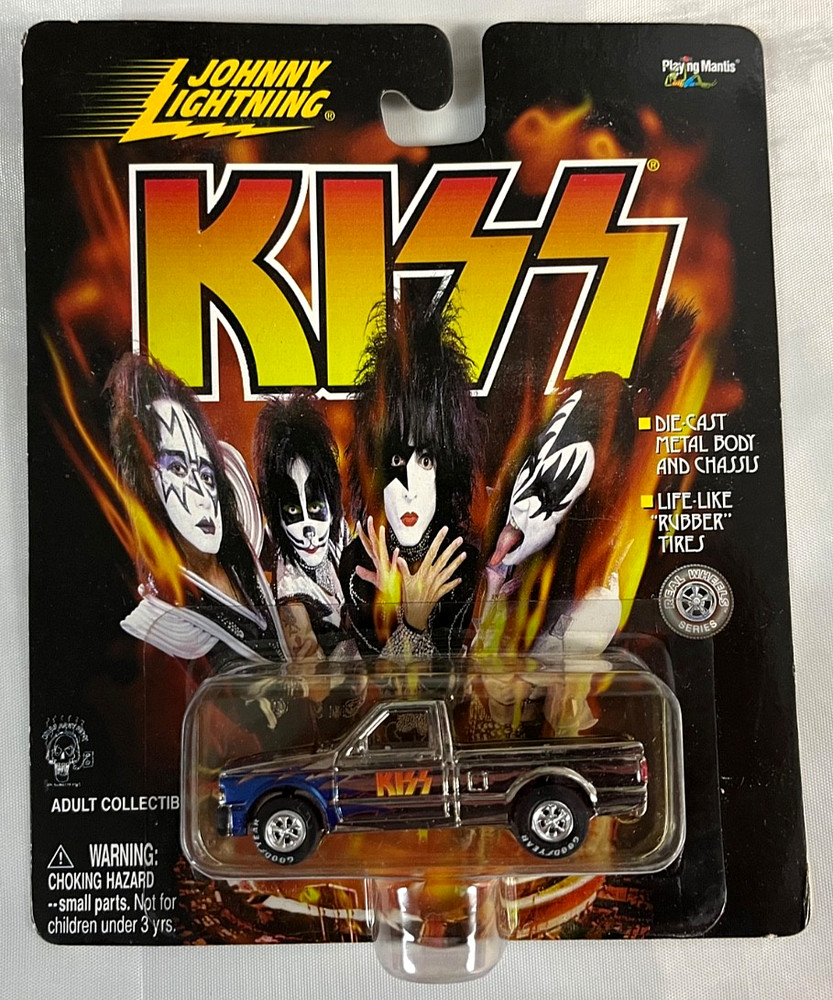 JOHNNY
LIGHTNING®
Playing Mantis®
KISS®
DIE-CAST
METAL BODY
AND CHASSIS
LIFE-LIKE
"RUBBER"
TIRES
REAL WHEELS
SERIES
KISS
GOODYEAR
GOODYEAR
ADULT COLLECTIB
WARNING:
CHOKING HAZARD
--small parts. Not for
children under 3 yrs.